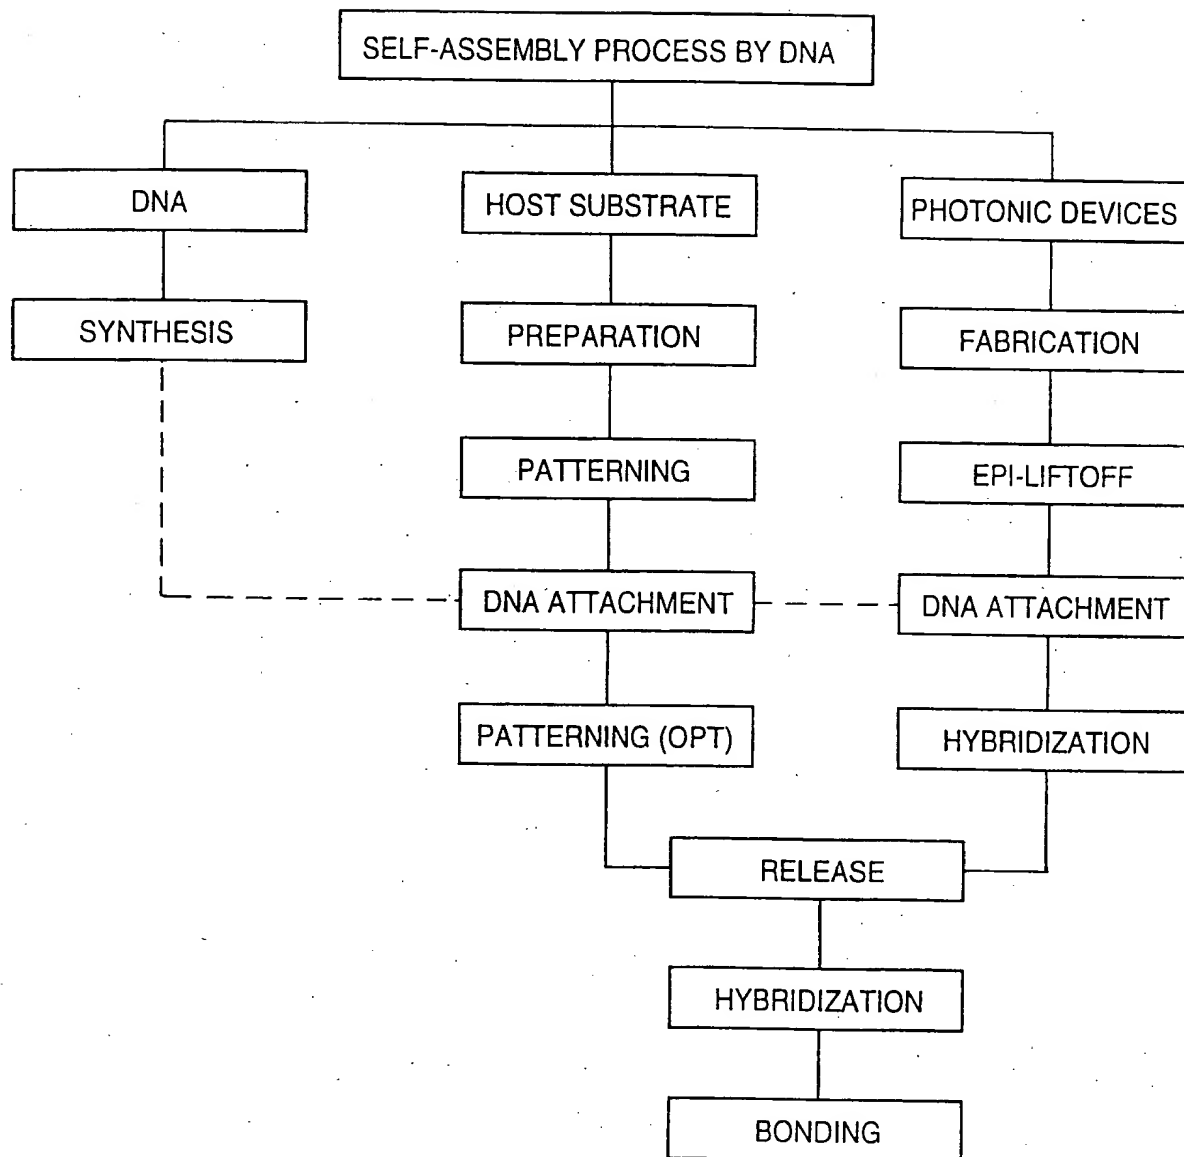 SELF-ASSEMBLY PROCESS BY DNA
DNA
HOST SUBSTRATE
PHOTONIC DEVICES
SYNTHESIS
PREPARATION
FABRICATION
PATTERNING
EPI-LIFTOFF
DNA ATTACHMENT
DNA ATTACHMENT
PATTERNING (OPT)
HYBRIDIZATION
RELEASE
HYBRIDIZATION
BONDING